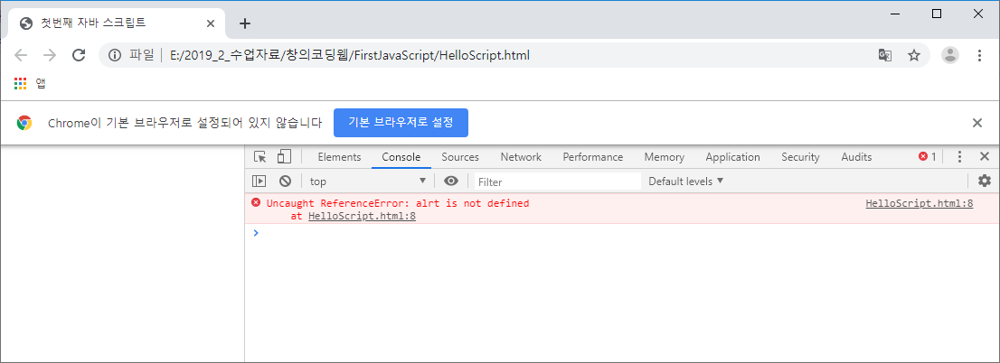 첫번째 자바 스크립트
파일 | E:/2019_2_수업자료/창의코딩웹/FirstJavaScript/HelloScript.html
앱
Chrome이 기본 브라우저로 설정되어 있지 않습니다 기본 브라우저로 설정
Elements Console Sources Network Performance Memory Application Security Audits 1
top Filter Default levels
Uncaught ReferenceError: alrt is not defined HelloScript.html:8
at HelloScript.html:8